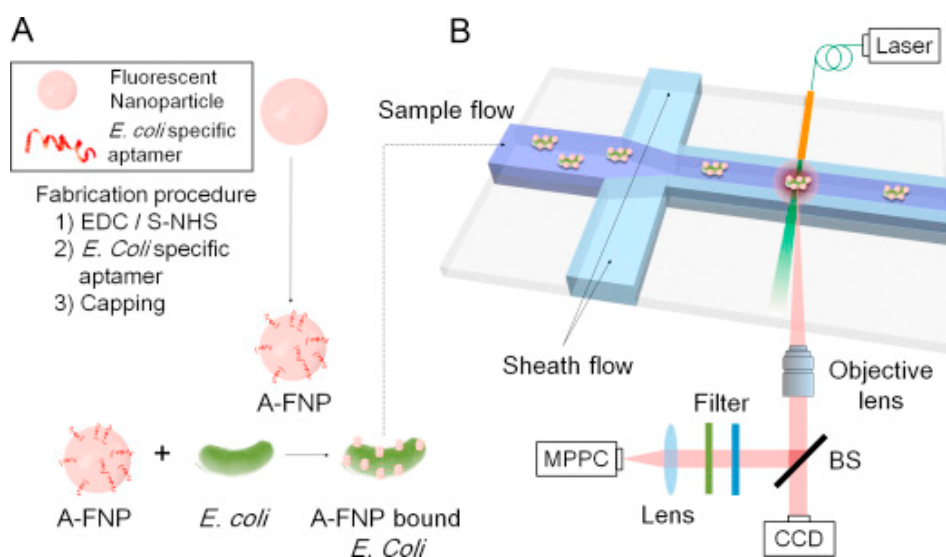 A
Fluorescent
Nanoparticle
E. coli specific
aptamer
Fabrication procedure
1) EDC / S-NHS
2) E. Coli specific
aptamer
3) Capping
A-FNP
+
A-FNP
E. coli
A-FNP bound
E. Coli
B
Laser
Sample flow
Sheath flow
Objective
lens
Filter
MPPC
BS
Lens
CCD